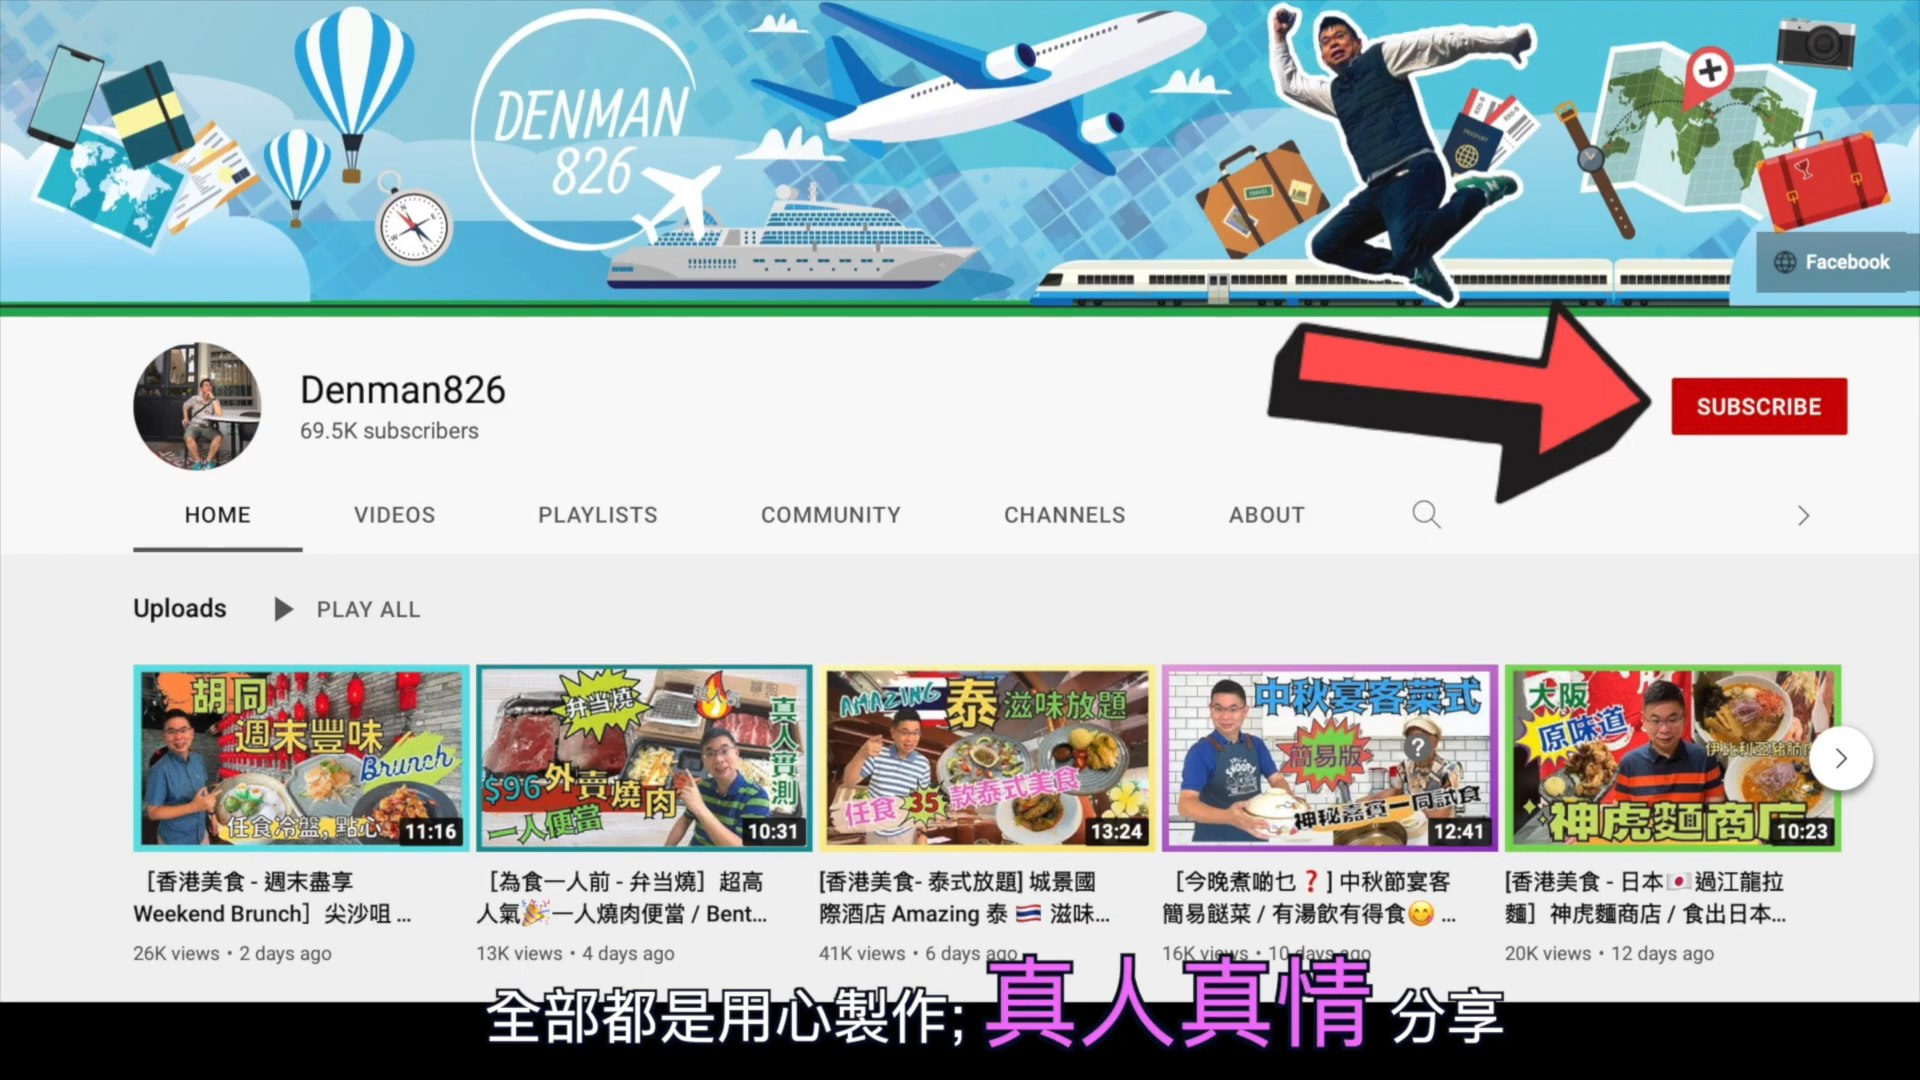 DENMAN
826
Facebook
Denman826
69.5K subscribers
SUBSCRIBE
HOME
VIDEOS
PLAYLISTS
COMMUNITY
CHANNELS
ABOUT
Uploads
PLAY ALL
胡同
週末豐味
Brunch
任食冷盤,點心
11:16
弁当燒
真人實測
$96外賣燒肉
一人便當
10:31
AMAZING 泰 滋味放題
任食 35 款泰式美食
13:24
中秋宴客菜式
簡易版
?
神秘嘉賓一同試食
12:41
大阪
原味道
神虎麵商店
10:23
[香港美食 - 週末盡享
Weekend Brunch］尖沙咀 ...
26K views • 2 days ago
[為食一人前 - 弁当燒］超高
人氣🎉一人燒肉便當 / Bent...
13K views • 4 days ago
[香港美食- 泰式放題] 城景國
際酒店 Amazing 泰 🇹🇭 滋味...
41K views • 6 days ago
[今晚煮啲乜❓] 中秋節宴客
簡易餸菜 / 有湯飲有得食😋 ...
16K views • 10 days ago
[香港美食 - 日本🇯🇵過江龍拉
麵］神虎麵商店 / 食出日本...
20K views • 12 days ago
全部都是用心製作; 真人真情 分享